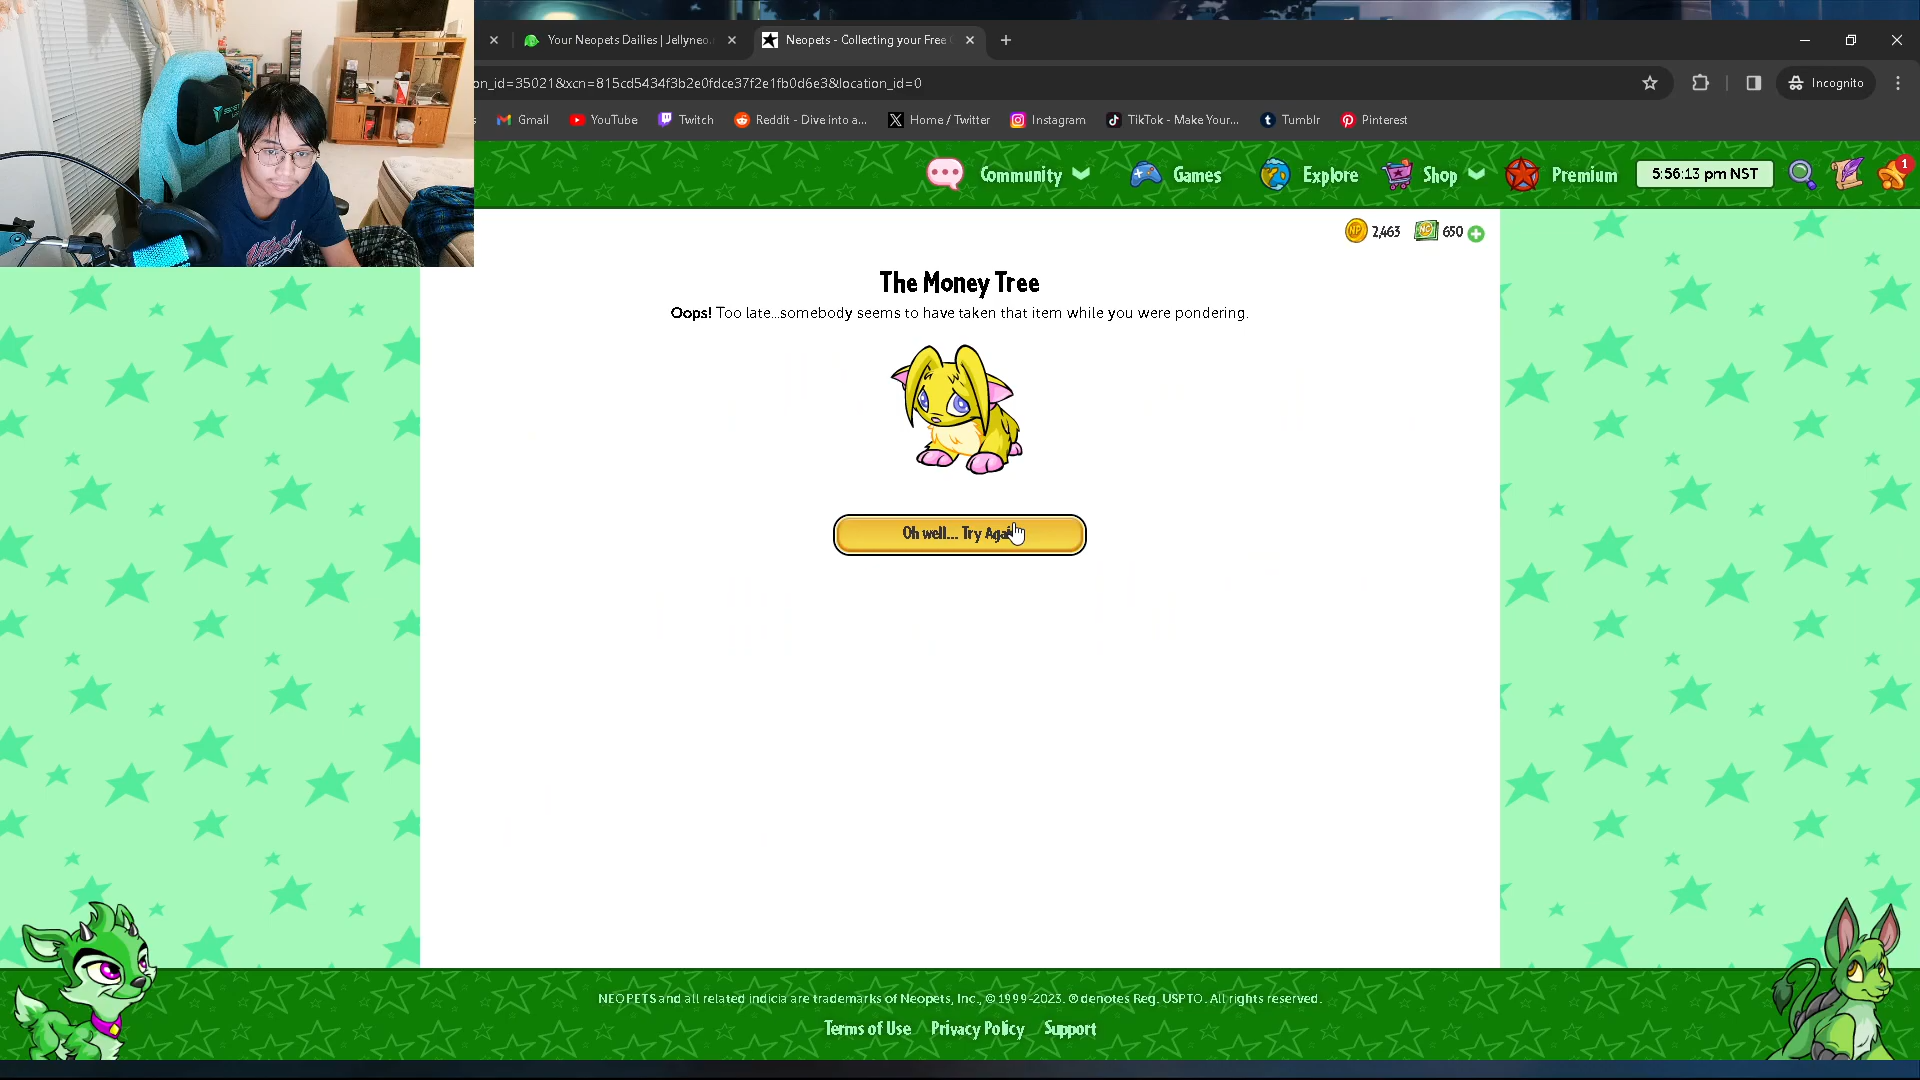 Your Neopets Dailies | Jellyneo.
Neopets - Collecting your Free
on_id=35021&xcn=815cd5434f3b2e0fdce37f2e1fb0d6e3&location_id=0
Incognito
Gmail
YouTube
Twitch
Reddit - Dive into a...
Home / Twitter
Instagram
TikTok - Make Your...
Tumblr
Pinterest
Community
Games
Explore
Shop
Premium
5:56:13 pm NST
1
NP 2,463
NC 650
The Money Tree
Oops! Too late...somebody seems to have taken that item while you were pondering.
Oh well... Try Again
NEOPETS and all related indicia are trademarks of Neopets, Inc., © 1999-2023. ® denotes Reg. USPTO. All rights reserved.
Terms of Use
Privacy Policy
Support